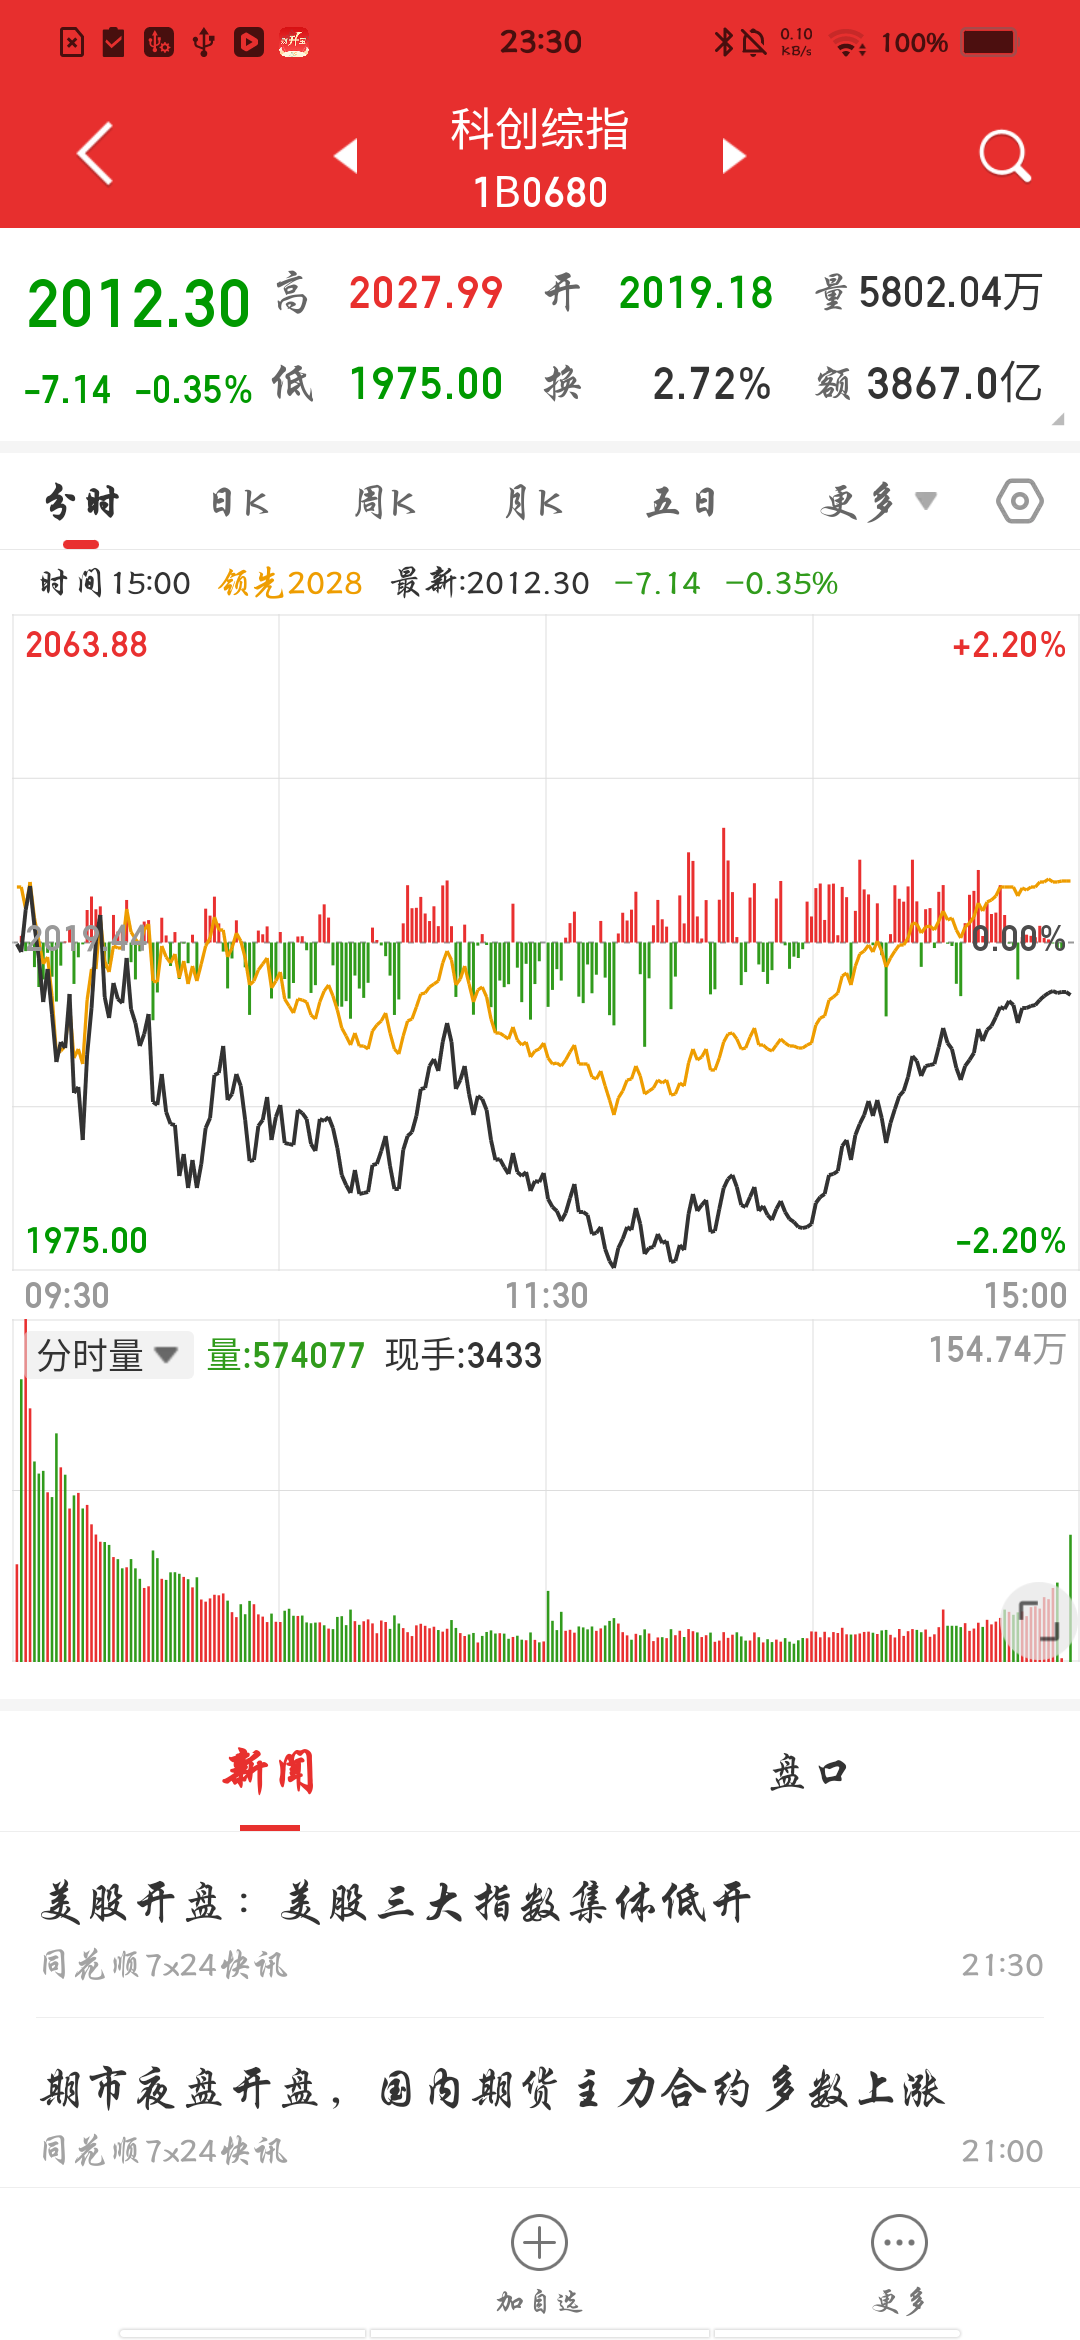 23:30
0.10
KB/s
100%
科创综指
1B0680
2012.30
高 2027.99
开 2019.18
量 5802.04万
-7.14 -0.35%
低 1975.00
换 2.72%
额 3867.0亿
分时 日K 周K 月K 五日 更多
时间15:00 领先2028 最新:2012.30 -7.14 -0.35%
2063.88 +2.20%
2019.44 0.00%
1975.00 -2.20%
09:30 11:30 15:00
分时量 量:574077 现手:3433 154.74万
新闻 盘口
美股开盘：美股三大指数集体低开
同花顺7x24快讯 21:30
期市夜盘开盘，国内期货主力合约多数上涨
同花顺7x24快讯 21:00
加自选 更多